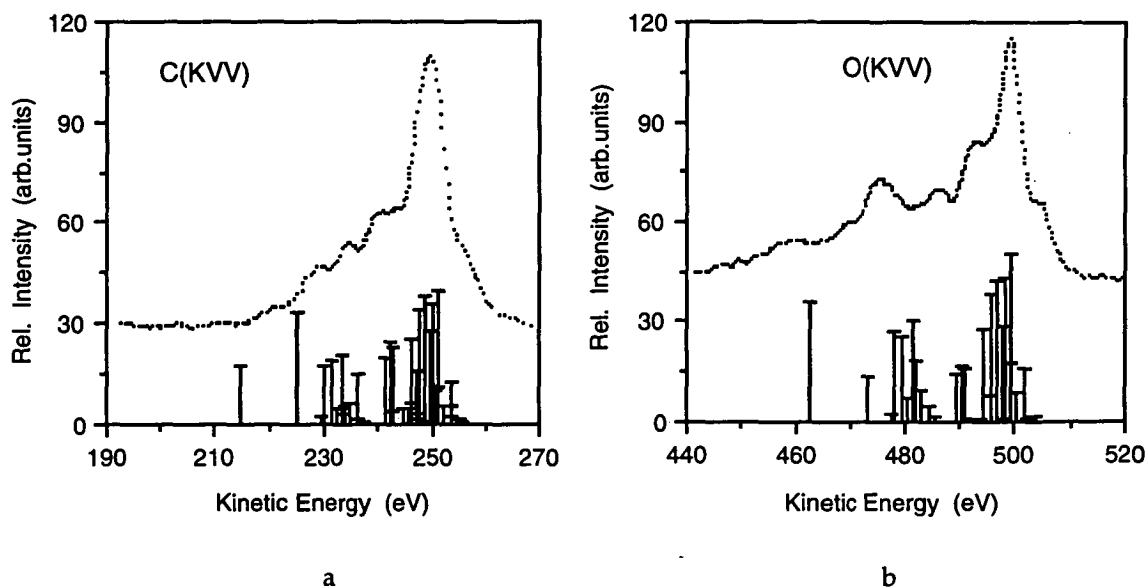 120
90
60
30
0
Rel. Intensity (arb.units)
C(KVV)
190 210 230 250 270
Kinetic Energy (eV)
a
120
90
60
30
0
Rel. Intensity (arb.units)
O(KVV)
440 460 480 500 520
Kinetic Energy (eV)
b